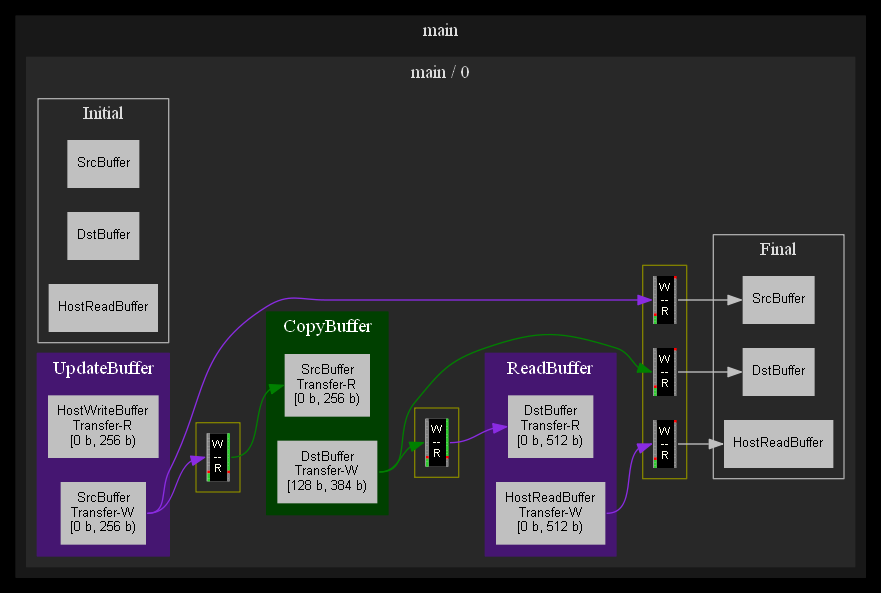 main
main / 0
Initial
SrcBuffer
DstBuffer
HostReadBuffer
UpdateBuffer
HostWriteBuffer
Transfer-R
[0 b, 256 b)
SrcBuffer
Transfer-W
[0 b, 256 b)
W
--
R
CopyBuffer
SrcBuffer
Transfer-R
[0 b, 256 b)
DstBuffer
Transfer-W
[128 b, 384 b)
W
--
R
ReadBuffer
DstBuffer
Transfer-R
[0 b, 512 b)
HostReadBuffer
Transfer-W
[0 b, 512 b)
W
--
R
W
--
R
W
--
R
Final
SrcBuffer
DstBuffer
HostReadBuffer